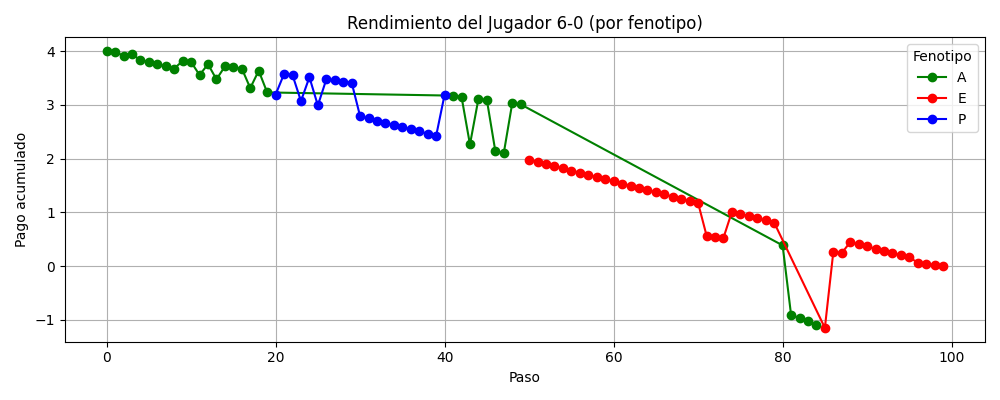 Rendimiento del Jugador 6-0 (por fenotipo)
Pago acumulado
4
3
2
1
0
−1
Fenotipo
A
E
P
0 20 40 60 80 100
Paso